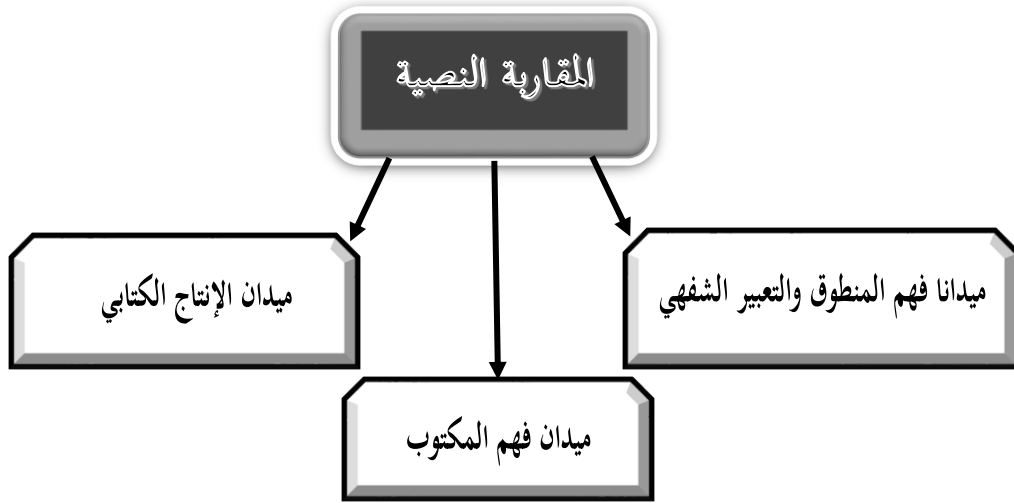 المقاربة النصية
ميدانا فهم المنطوق والتعبير الشفهي
ميدان الإنتاج الكتابي
ميدان فهم المكتوب